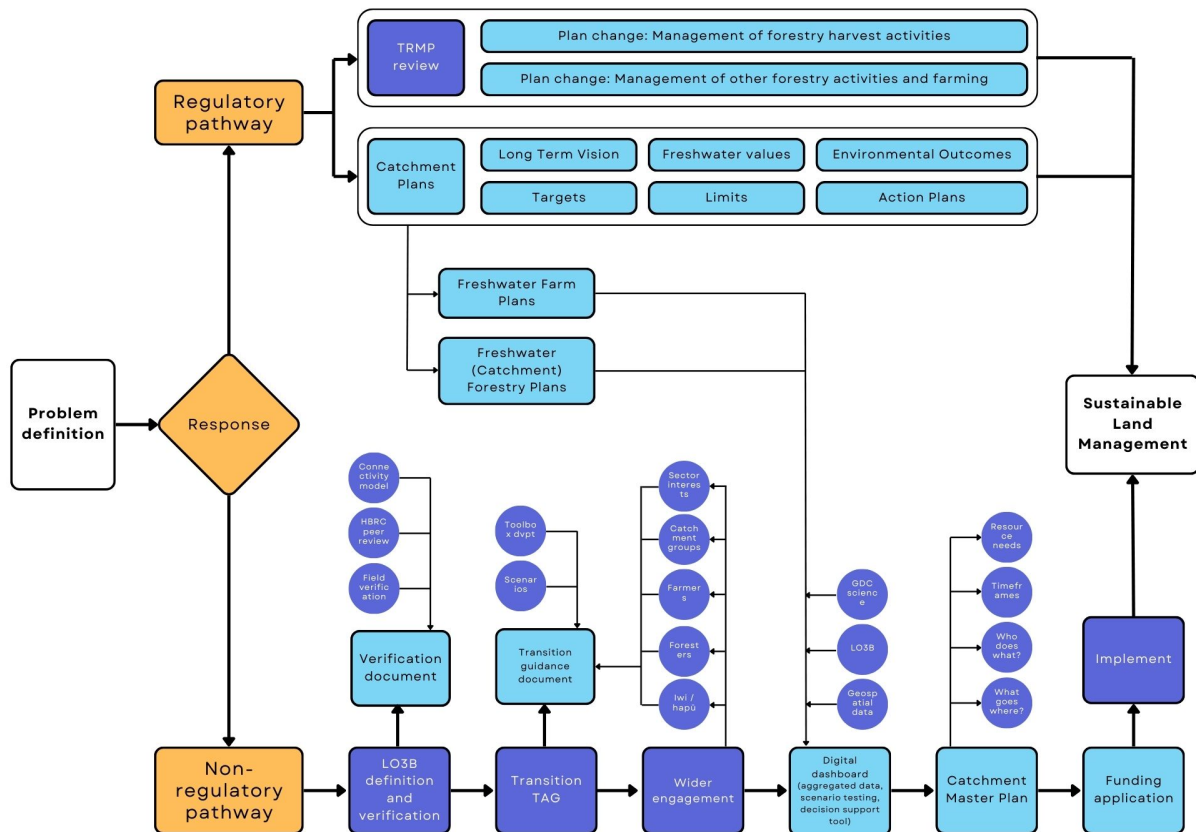 TRMP
review
Plan change: Management of forestry harvest activities
Plan change: Management of other forestry activities and farming
Regulatory
pathway
Catchment
Plans
Long Term Vision
Freshwater values
Environmental Outcomes
Targets
Limits
Action Plans
Freshwater Farm
Plans
Freshwater
(Catchment)
Forestry Plans
Problem
definition
Response
Sustainable
Land
Management
Conne
ctivity
model
HBRC
peer
review
Field
verific
ation
Toolbo
x dvpt
Scenar
ios
Sector
interes
ts
Catch
ment
groups
Farmer
s
Forest
ers
Iwi /
hapū
GDC
scienc
e
LO3B
Geosp
atial
data
Resour
ce
needs
Timefr
ames
Who
does
what?
What
goes
where?
Verification
document
Transition
guidance
document
Implement
Non-
regulatory
pathway
LO3B
definition
and
verification
Transition
TAG
Wider
engagement
Digital dashboard
(aggregated data,
scenario testing,
decision support
tool)
Catchment
Master Plan
Funding
application